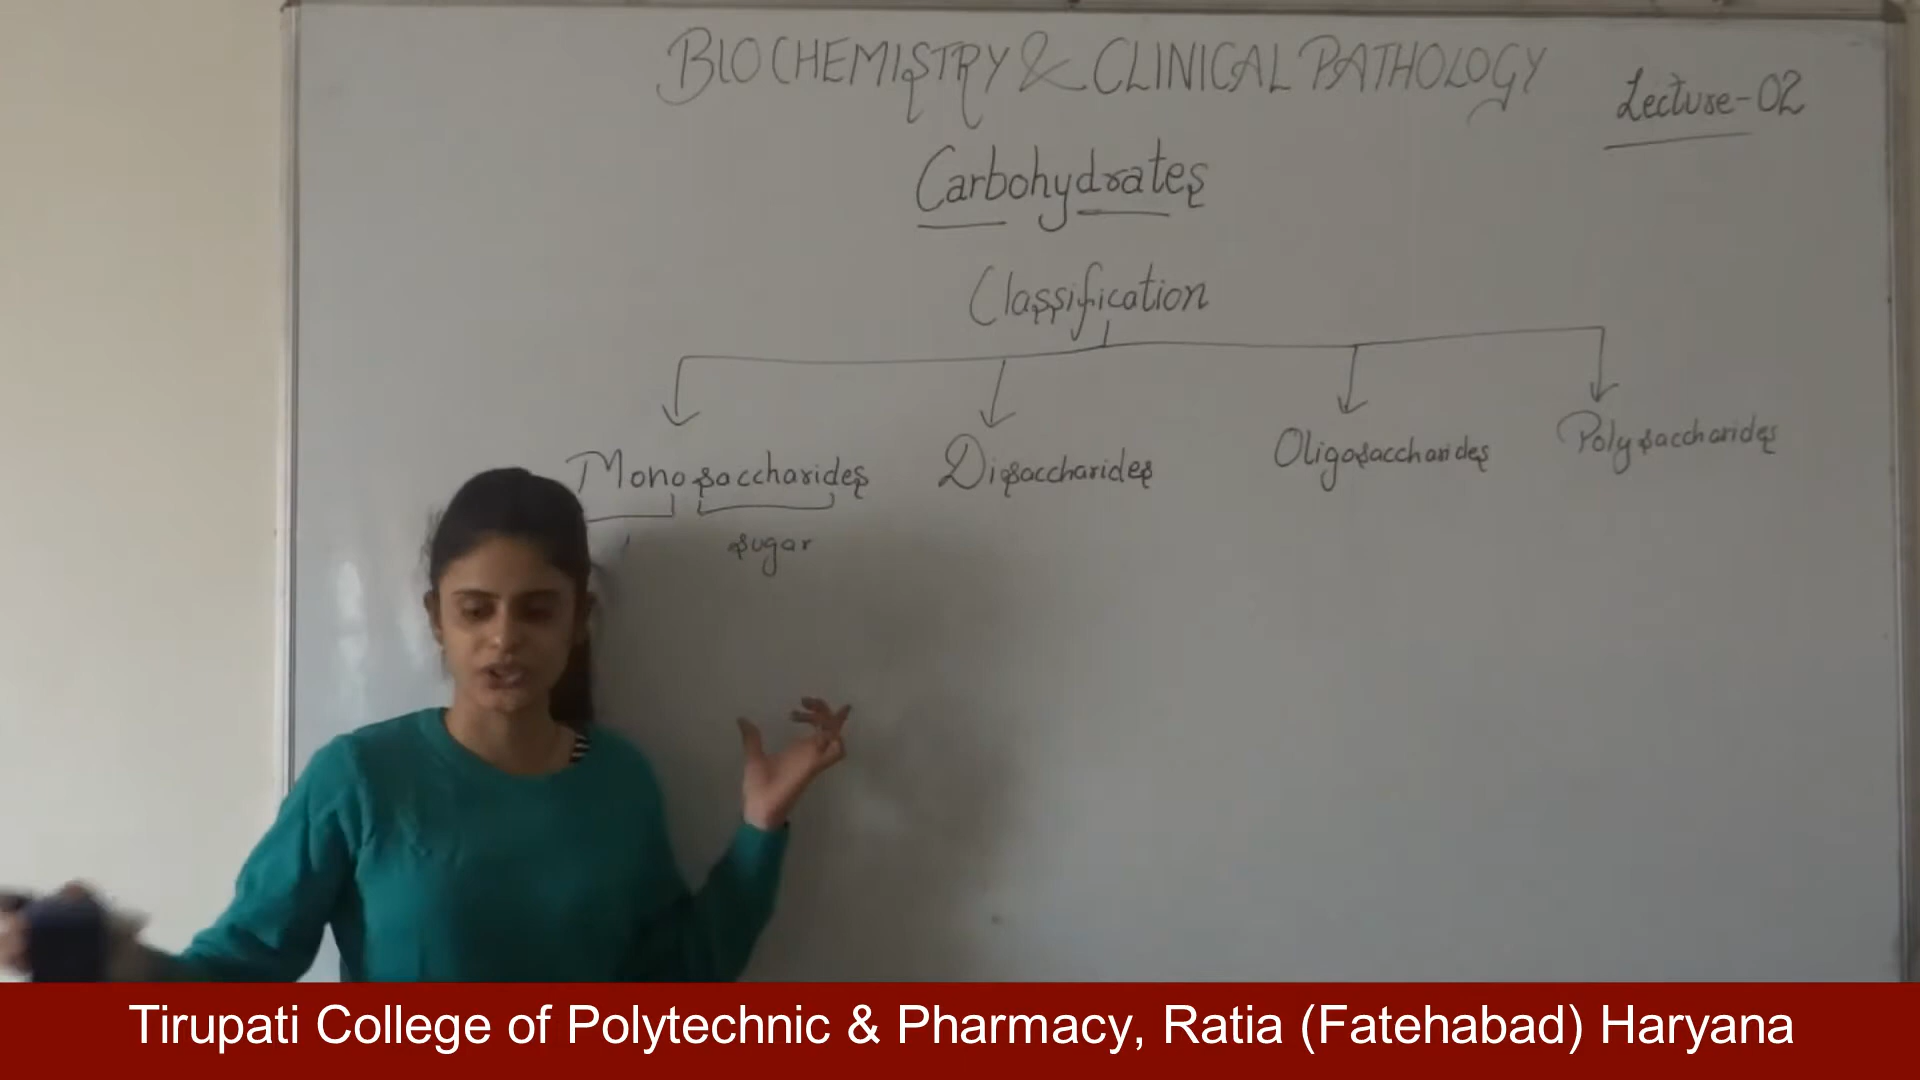 BIOCHEMISTRY & CLINICAL PATHOLOGY
Lecture-02
Carbohydrates
Classification
Monosaccharides Disaccharides Oligosaccharides Polysaccharides
sugar
Tirupati College of Polytechnic & Pharmacy, Ratia (Fatehabad) Haryana